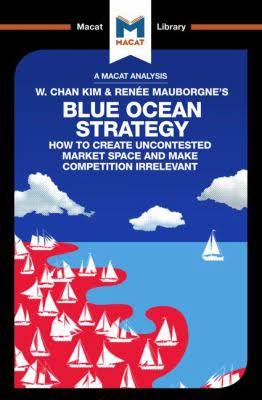 Macat
Library
M
MACAT
A MACAT ANALYSIS
W. CHAN KIM & RENÉE MAUBORGNE'S
BLUE OCEAN
STRATEGY
HOW TO CREATE UNCONTESTED
MARKET SPACE AND MAKE
COMPETITION IRRELEVANT